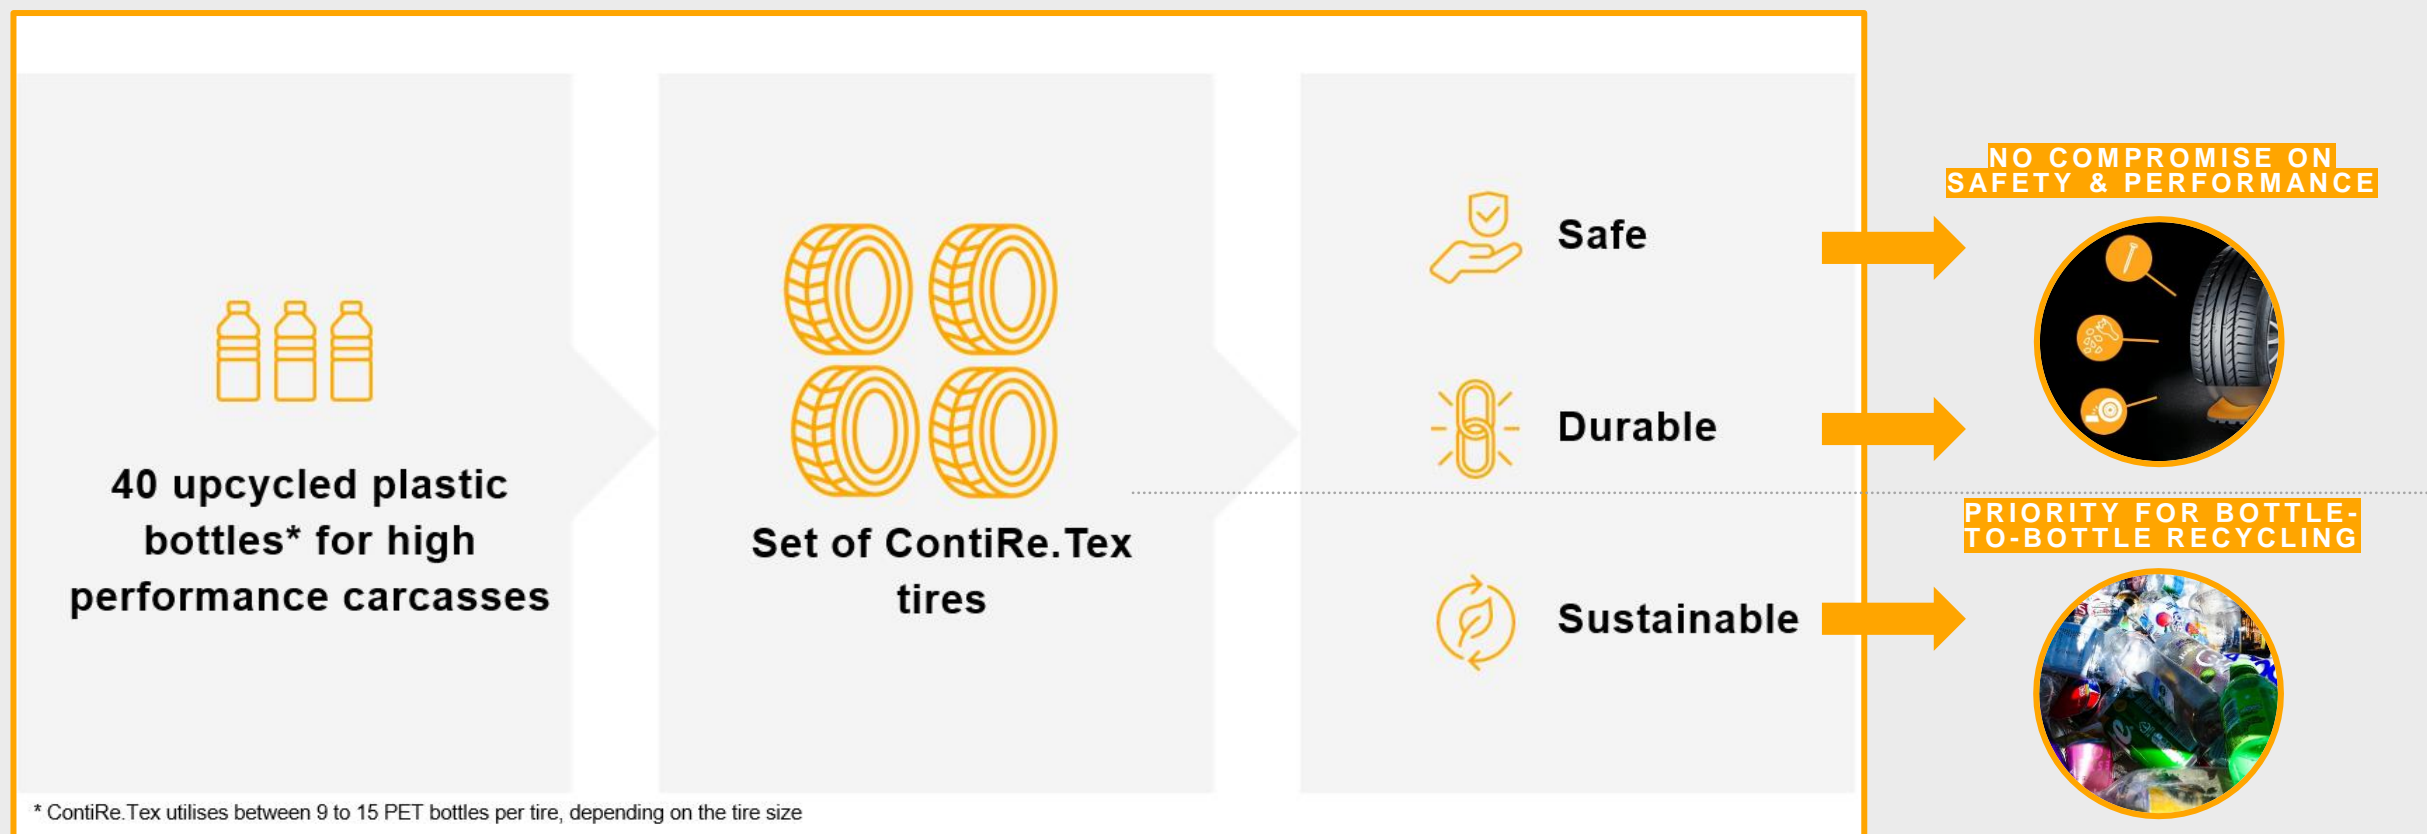 40 upcycled plastic
bottles* for high
performance carcasses
Set of ContiRe.Tex
tires
Safe
Durable
Sustainable
NO COMPROMISE ON
SAFETY & PERFORMANCE
PRIORITY FOR BOTTLE-
TO-BOTTLE RECYCLING
* ContiRe.Tex utilises between 9 to 15 PET bottles per tire, depending on the tire size